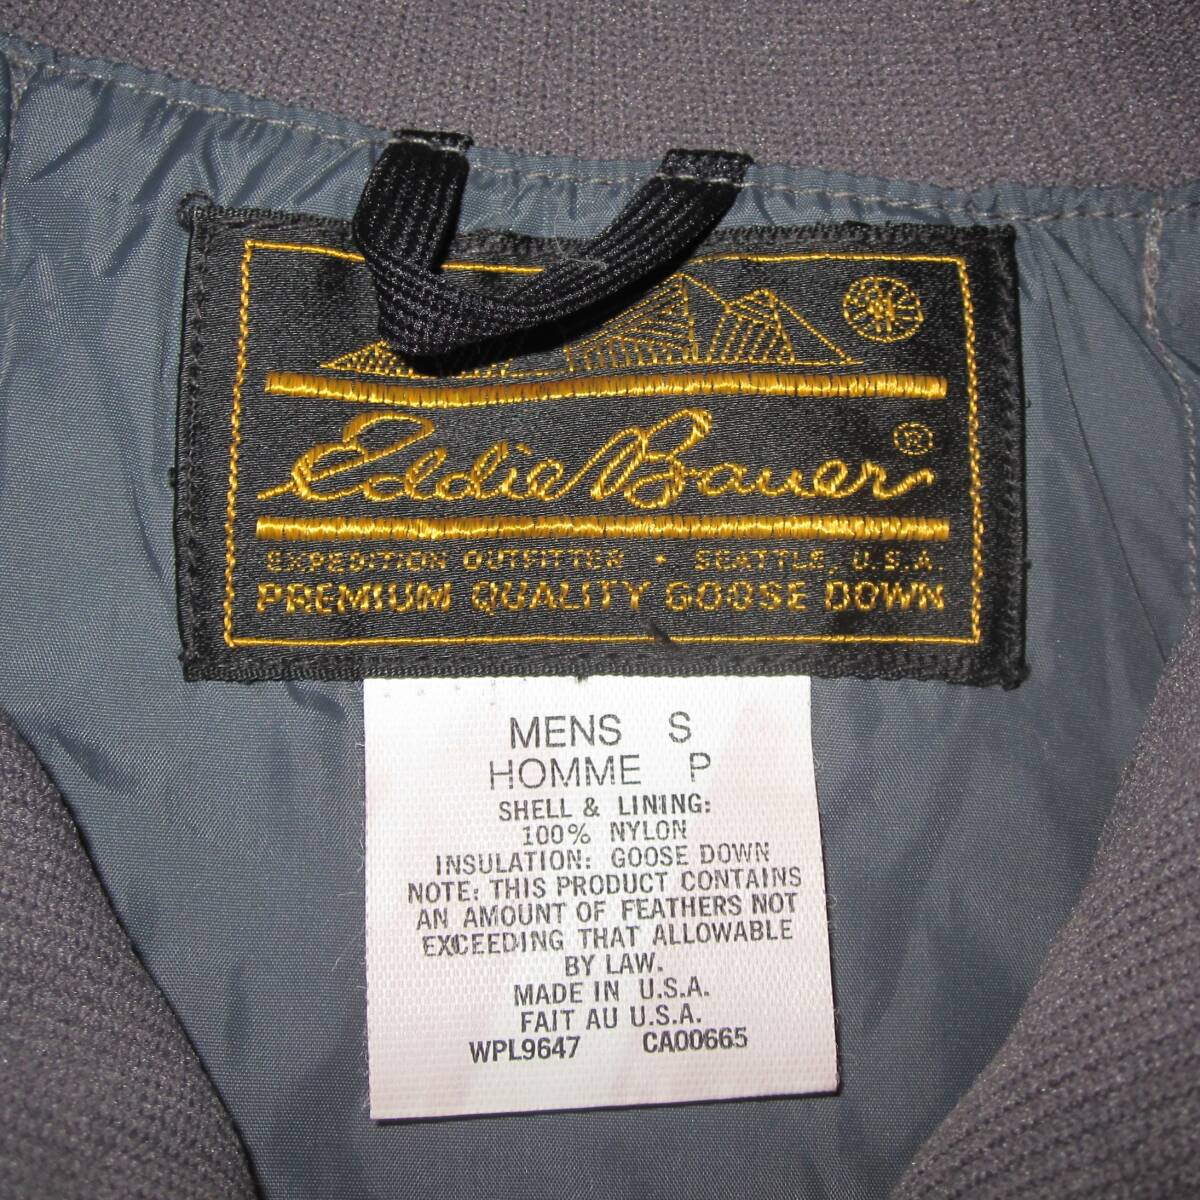 Eddie Bauer®
EXPEDITION OUTFITTER • SEATTLE, U.S.A.
PREMIUM QUALITY GOOSE DOWN
MENS S
HOMME P
SHELL & LINING:
100% NYLON
INSULATION: GOOSE DOWN
NOTE: THIS PRODUCT CONTAINS
AN AMOUNT OF FEATHERS NOT
EXCEEDING THAT ALLOWABLE
BY LAW.
MADE IN U.S.A.
FAIT AU U.S.A.
WPL9647 CA00665